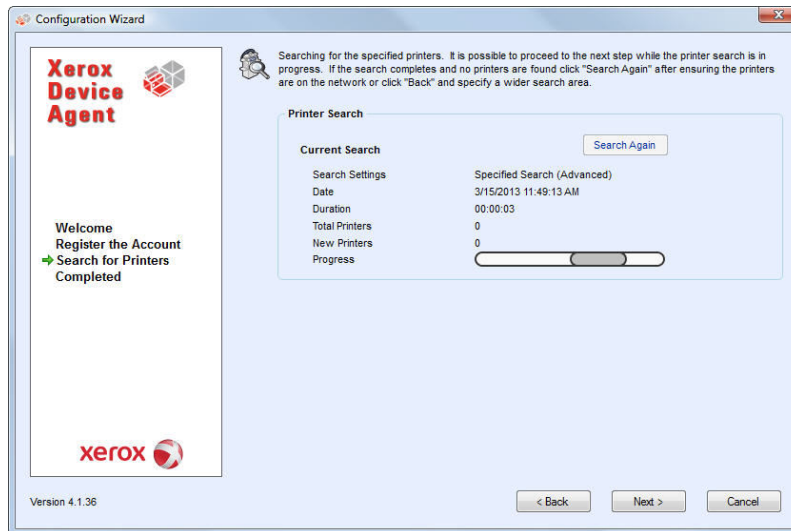 Configuration Wizard
Xerox
Device
Agent
Welcome
Register the Account
Search for Printers
Completed
xerox
Version 4.1.36
Searching for the specified printers. It is possible to proceed to the next step while the printer search is in
progress. If the search completes and no printers are found click "Search Again" after ensuring the printers
are on the network or click "Back" and specify a wider search area.
Printer Search
Current Search
Search Again
Search Settings Specified Search (Advanced)
Date 3/15/2013 11:49:13 AM
Duration 00:00:03
Total Printers 0
New Printers 0
Progress
< Back Next > Cancel